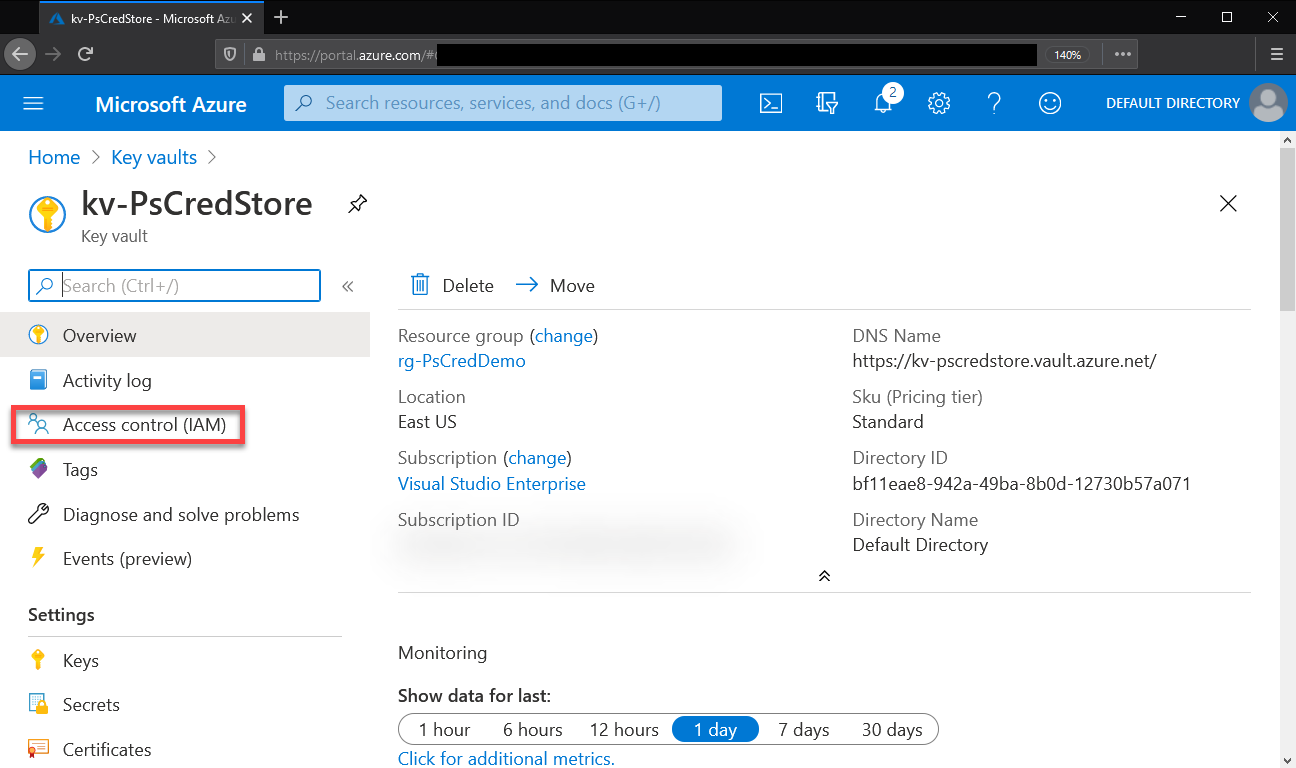 kv-PsCredStore - Microsoft Azu
https://portal.azure.com/#
140%
Microsoft Azure
Search resources, services, and docs (G+/)
2
DEFAULT DIRECTORY
Home > Key vaults >
kv-PsCredStore
Key vault
Search (Ctrl+/)
«
Overview
Activity log
Access control (IAM)
Tags
Diagnose and solve problems
Events (preview)
Settings
Keys
Secrets
Certificates
Delete
Move
Resource group (change)
rg-PsCredDemo
Location
East US
Subscription (change)
Visual Studio Enterprise
Subscription ID
DNS Name
https://kv-pscredstore.vault.azure.net/
Sku (Pricing tier)
Standard
Directory ID
bf11eae8-942a-49ba-8b0d-12730b57a071
Directory Name
Default Directory
Monitoring
Show data for last:
1 hour 6 hours 12 hours 1 day 7 days 30 days
Click for additional metrics.